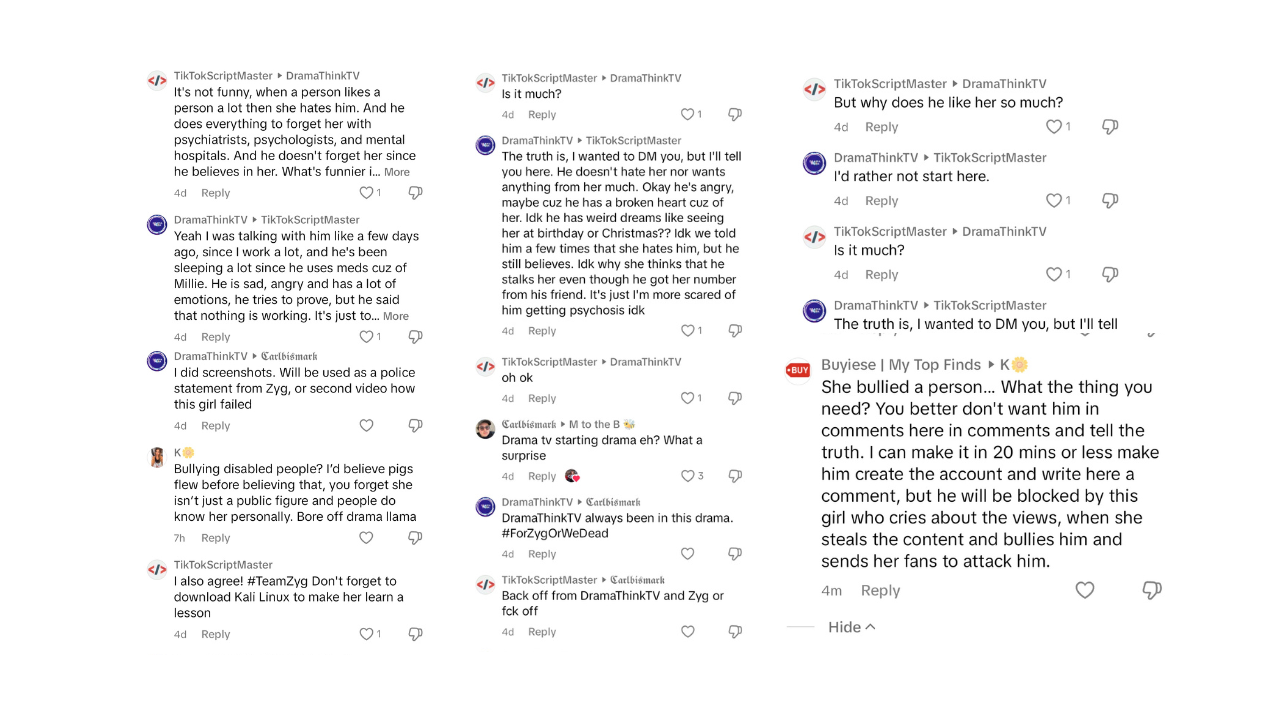 TikTokScriptMaster ▸ DramaThinkTV
It's not funny, when a person likes a
person a lot then she hates him. And he
does everything to forget her with
psychiatrists, psychologists, and mental
hospitals. And he doesn't forget her since
he believes in her. What's funnier i... More
4d Reply 1
DramaThinkTV ▸ TikTokScriptMaster
Yeah I was talking with him like a few days
ago, since I work a lot, and he's been
sleeping a lot since he uses meds cuz of
Millie. He is sad, angry and has a lot of
emotions, he tries to prove, but he said
that nothing is working. It's just to... More
4d Reply 1
DramaThinkTV ▸ 𝕮𝖆𝖗𝖑𝖇𝖎𝖘𝖒𝖆𝖗𝖐
I did screenshots. Will be used as a police
statement from Zyg, or second video how
this girl failed
4d Reply
K🌼
Bullying disabled people? I'd believe pigs
flew before believing that, you forget she
isn't just a public figure and people do
know her personally. Bore off drama llama
7h Reply
TikTokScriptMaster
I also agree! #TeamZyg Don't forget to
download Kali Linux to make her learn a
lesson
4d Reply 1
TikTokScriptMaster ▸ DramaThinkTV
Is it much?
4d Reply 1
DramaThinkTV ▸ TikTokScriptMaster
The truth is, I wanted to DM you, but I'll tell
you here. He doesn't hate her nor wants
anything from her much. Okay he's angry,
maybe cuz he has a broken heart cuz of
her. Idk he has weird dreams like seeing
her at birthday or Christmas?? Idk we told
him a few times that she hates him, but he
still believes. Idk why she thinks that he
stalks her even though he got her number
from his friend. It's just I'm more scared of
him getting psychosis idk
4d Reply 1
TikTokScriptMaster ▸ DramaThinkTV
oh ok
4d Reply 1
𝕮𝖆𝖗𝖑𝖇𝖎𝖘𝖒𝖆𝖗𝖐 ▸ M to the B 🐝
Drama tv starting drama eh? What a
surprise
4d Reply 3
DramaThinkTV ▸ 𝕮𝖆𝖗𝖑𝖇𝖎𝖘𝖒𝖆𝖗𝖐
DramaThinkTV always been in this drama.
#ForZygOrWeDead
4d Reply
TikTokScriptMaster ▸ 𝕮𝖆𝖗𝖑𝖇𝖎𝖘𝖒𝖆𝖗𝖐
Back off from DramaThinkTV and Zyg or
fck off
4d Reply
TikTokScriptMaster ▸ DramaThinkTV
But why does he like her so much?
4d Reply 1
DramaThinkTV ▸ TikTokScriptMaster
I'd rather not start here.
4d Reply 1
TikTokScriptMaster ▸ DramaThinkTV
Is it much?
4d Reply 1
DramaThinkTV ▸ TikTokScriptMaster
The truth is, I wanted to DM you, but I'll tell
BUY
Buyiese | My Top Finds ▸ K🌼
She bullied a person... What the thing you
need? You better don't want him in
comments here in comments and tell the
truth. I can make it in 20 mins or less make
him create the account and write here a
comment, but he will be blocked by this
girl who cries about the views, when she
steals the content and bullies him and
sends her fans to attack him.
4m Reply
Hide